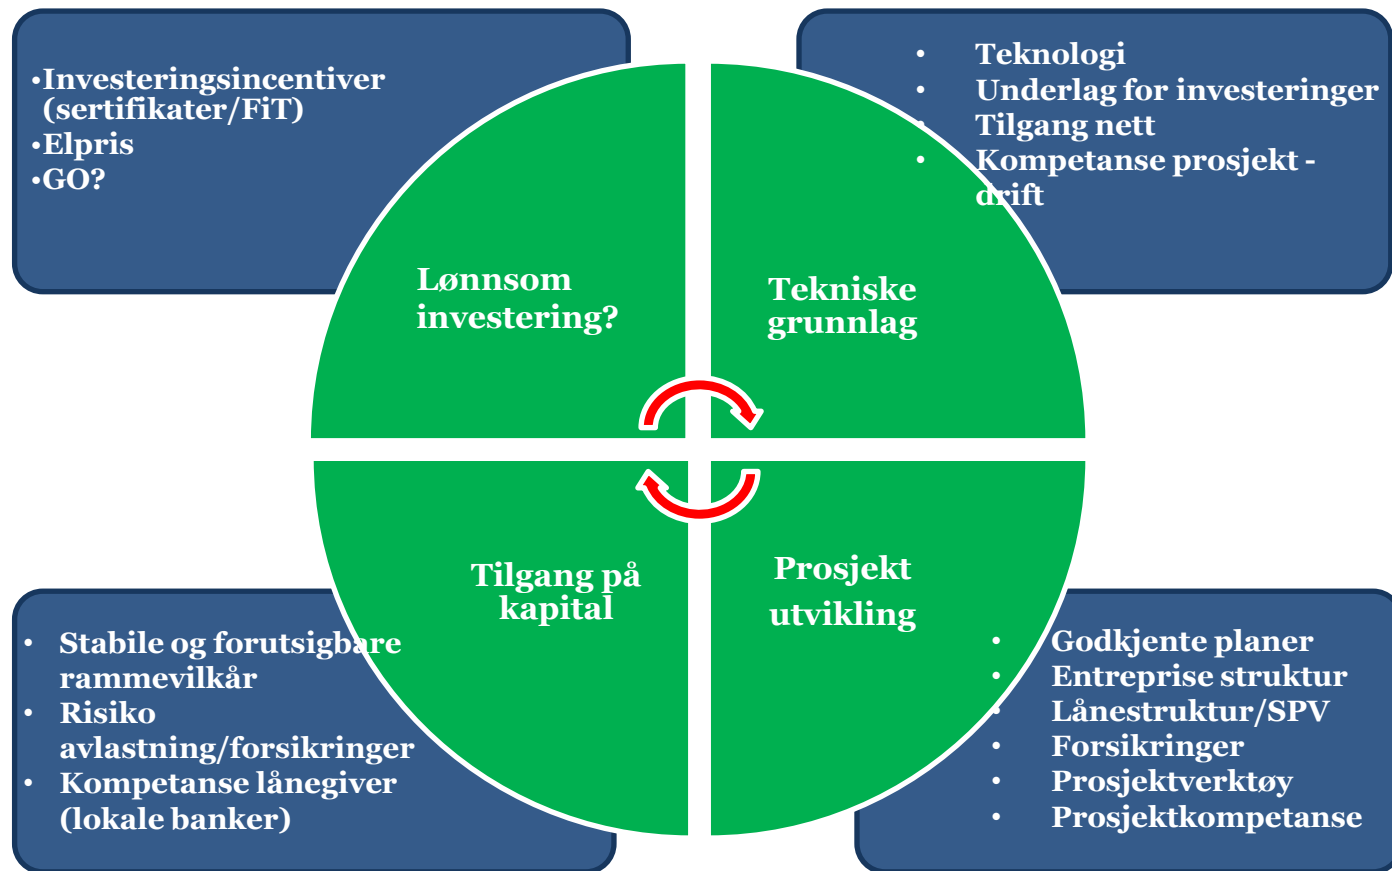 •Investeringsincentiver
(sertifikater/FiT)
•Elpris
•GO?
• Teknologi
• Underlag for investeringer
• Tilgang nett
• Kompetanse prosjekt -
drift
Lønnsom
investering?
Tekniske
grunnlag
Tilgang på
kapital
Prosjekt
utvikling
• Stabile og forutsigbare
rammevilkår
• Risiko
avlastning/forsikringer
• Kompetanse lånegiver
(lokale banker)
• Godkjente planer
• Entreprise struktur
• Lånestruktur/SPV
• Forsikringer
• Prosjektverktøy
• Prosjektkompetanse